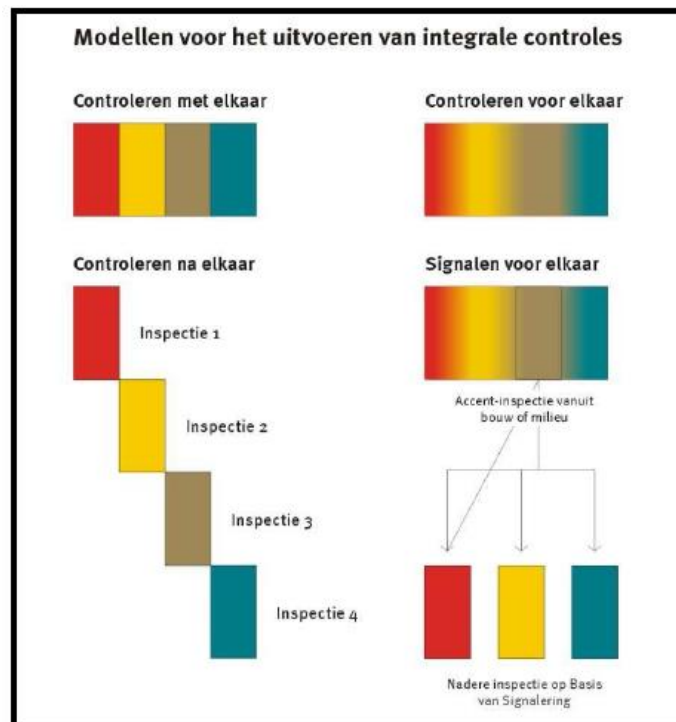 Modellen voor het uitvoeren van integrale controles
Controleren met elkaar
Controleren voor elkaar
Controleren na elkaar
Inspectie 1
Inspectie 2
Inspectie 3
Inspectie 4
Signalen voor elkaar
Accent-inspectie vanuit
bouw of milieu
Nadere inspectie op Basis
van Signalering